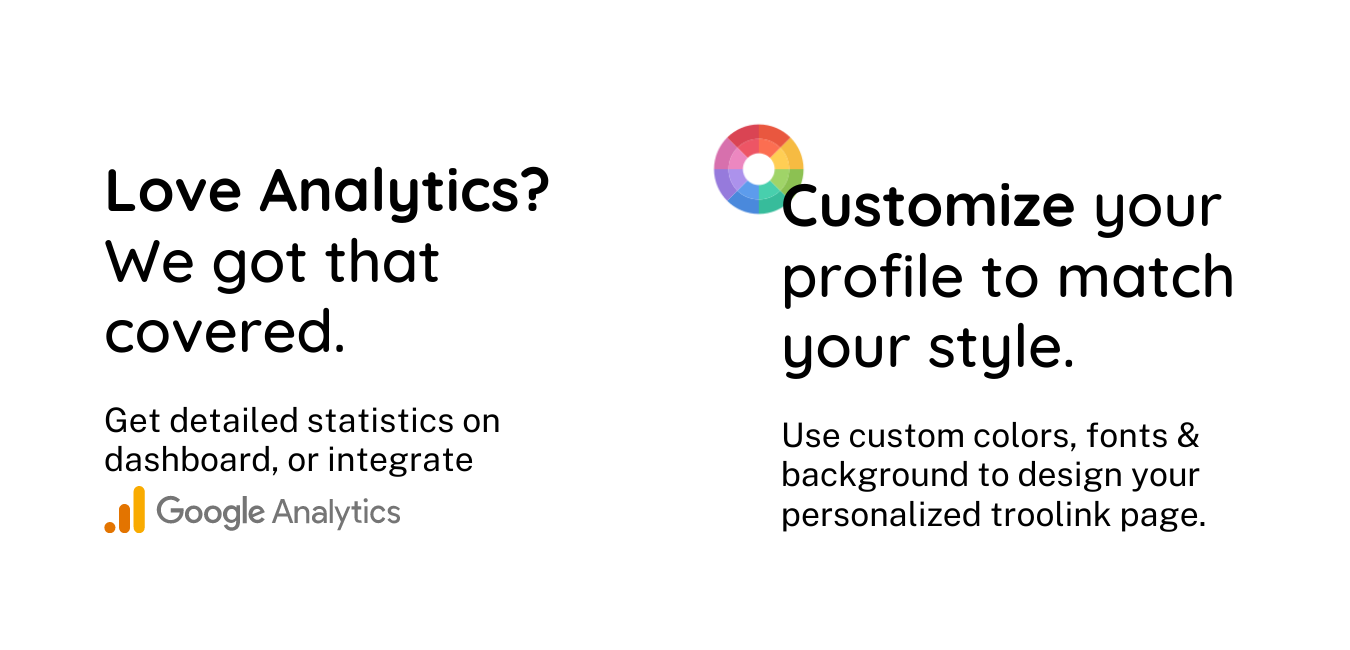 Love Analytics?
We got that
covered.
Get detailed statistics on
dashboard, or integrate
Google Analytics
Customize your
profile to match
your style.
Use custom colors, fonts &
background to design your
personalized troolink page.